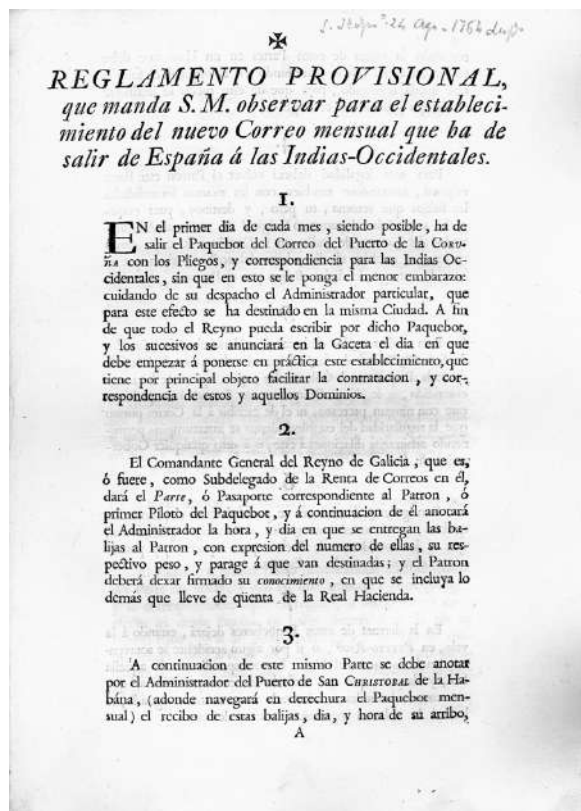 S. Ildefº 24 Ago. 1764
✠
REGLAMENTO PROVISIONAL,
que manda S.M. observar para el estableci-
miento del nuevo Correo mensual que ha de
salir de España á las Indias-Occidentales.
1.
EN el primer dia de cada mes, siendo posible, ha de
salir el Paquebot del Correo del Puerto de la CORU-
ÑA con los Pliegos, y correspondiencia para las Indias Oc-
cidentales, sin que en esto se le ponga el menor embarazo:
cuidando de su despacho el Administrador particular, que
para este efecto se ha destinado en la misma Ciudad. A fin
de que todo el Reyno pueda escribir por dicho Paquebot,
y los sucesivos se anunciará en la Gaceta el dia en que
debe empezar á ponerse en práctica este establecimiento, que
tiene por principal objeto facilitar la contratacion, y cor-
respondencia de estos y aquellos Dominios.
2.
El Comandante General del Reyno de Galicia, que es,
ó fuere, como Subdelegado de la Renta de Correos en él,
dará el Parte, ó Pasaporte correspondiente al Patron, ó
primer Piloto del Paquebot, y á continuacion de él anotará
el Administrador la hora, y dia en que se entregan las ba-
lijas al Patron, con expresion del numero de ellas, su res-
pectivo peso, y parage á que van destinadas; y el Patron
deberá dexar firmado su conocimiento, en que se incluya lo
demás que lleve de qüenta de la Real Hacienda.
3.
A continuacion de este mismo Parte se debe anotar
por el Administrador del Puerto de San CHRISTOBAL de la Ha-
bána, (adonde navegará en derechura el Paquebot men-
sual) el recibo de estas balijas, dia, y hora de su arribo,
A